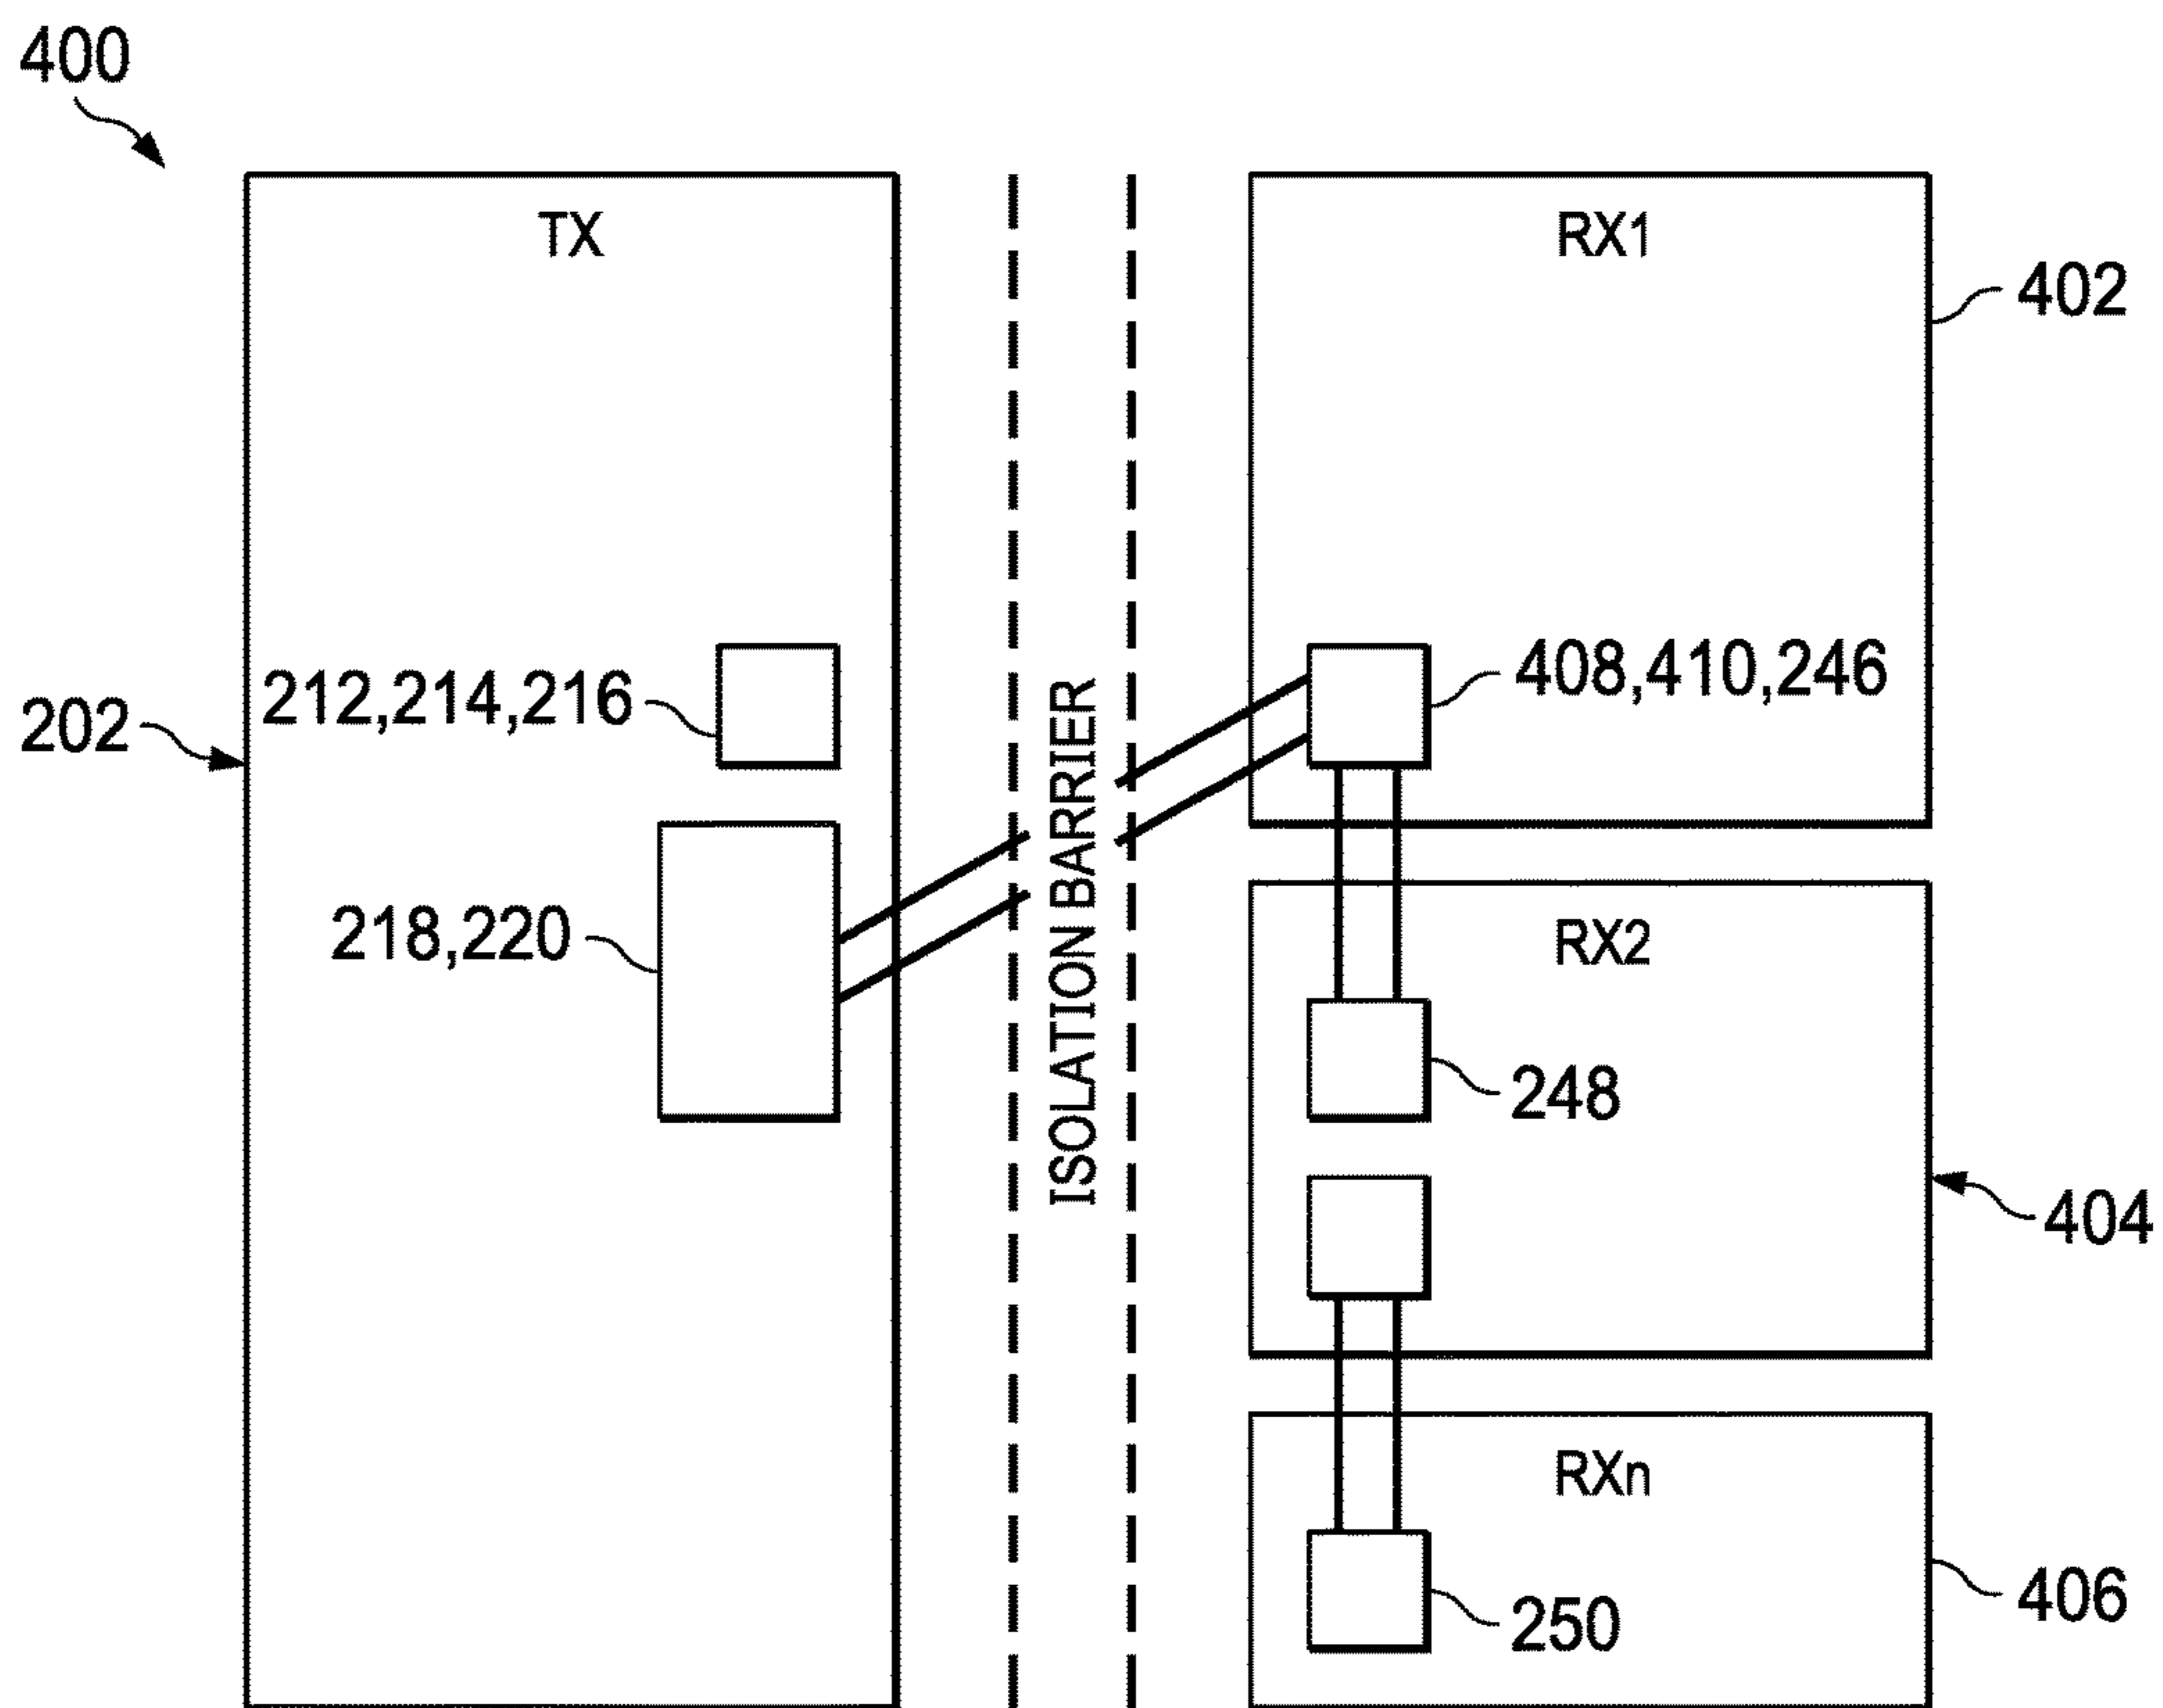 400
TX
RX1
402
212,214,216
408,410,246
202
ISOLATION BARRIER
218,220
RX2
248
404
RXn
250
406